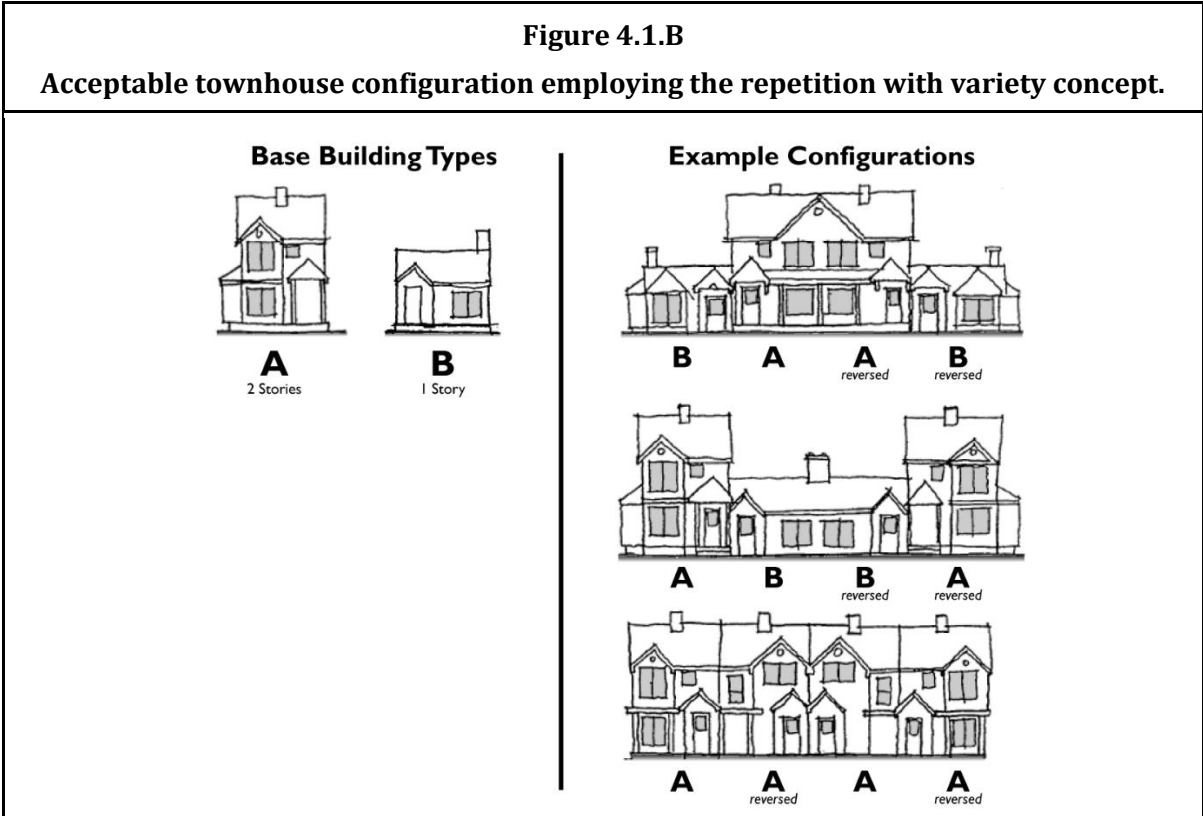 Figure 4.1.B
Acceptable townhouse configuration employing the repetition with variety concept.
Base Building Types
A
2 Stories
B
1 Story
Example Configurations
B A A B
reversed reversed
A B B A
reversed reversed
A A A A
reversed reversed